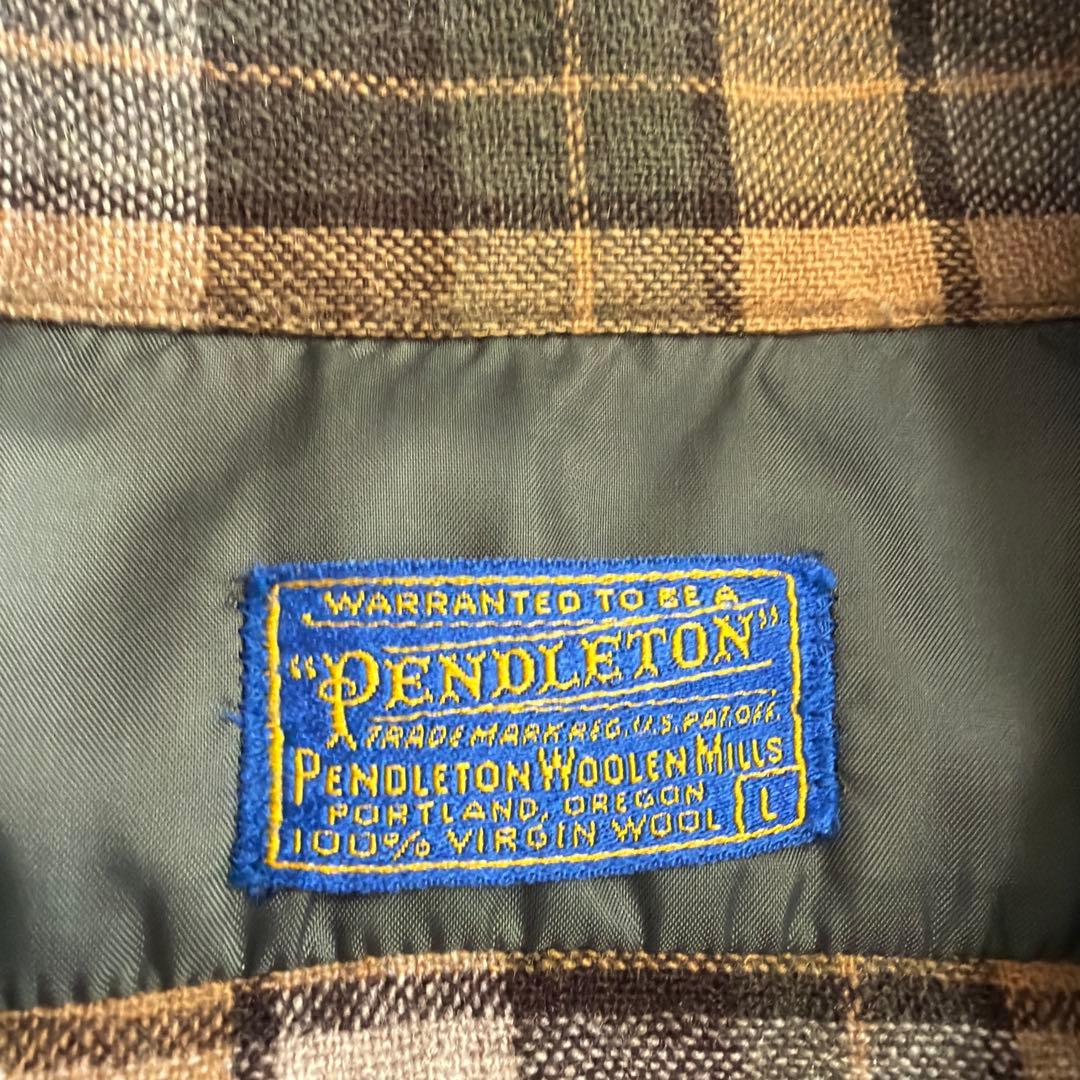 WARRANTED TO BE A
"PENDLETON"
TRADE MARK REG. U.S. PAT. OFF.
PENDLETON WOOLEN MILLS
PORTLAND, OREGON
100% VIRGIN WOOL L